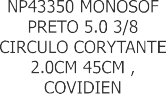 NP43350 MONOSOF
PRETO 5.0 3/8
CIRCULO CORYTANTE
2.0CM 45CM ,
COVIDIEN